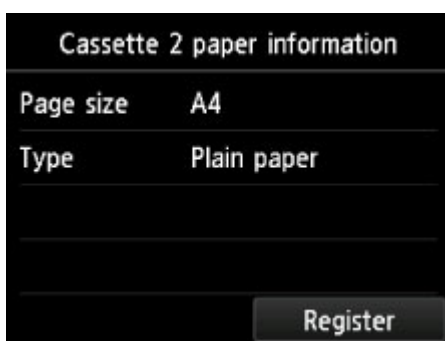 Cassette 2 paper information
Page size A4
Type Plain paper
Register